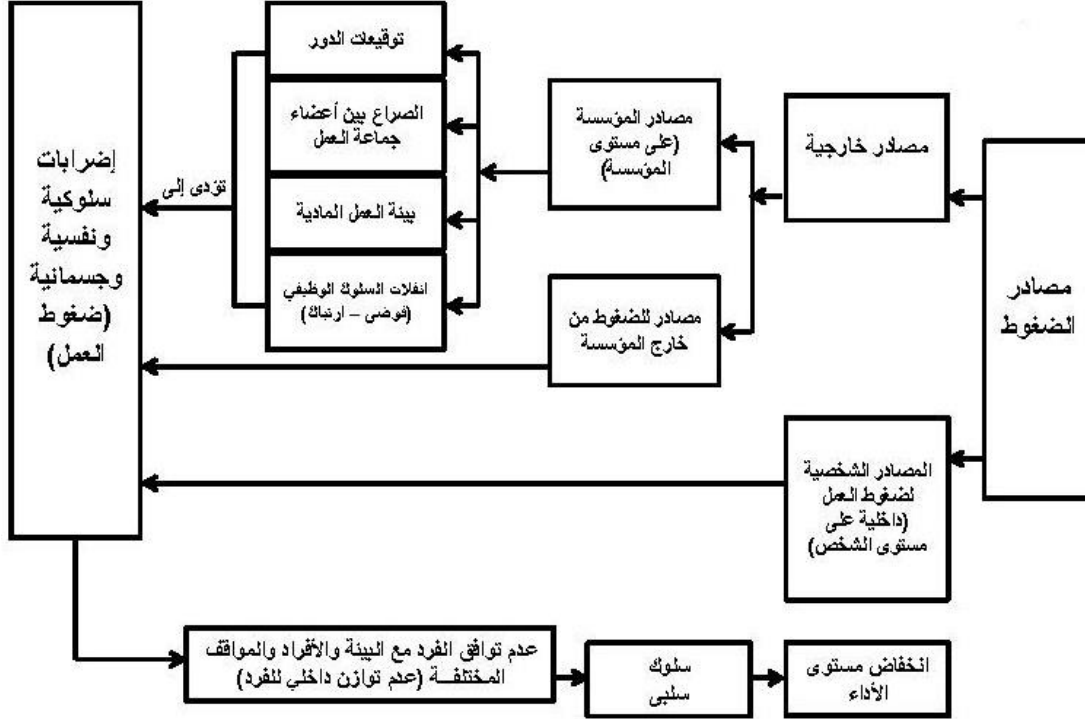 مصادر
الضغوط
مصادر خارجية
المصادر الشخصية
لضغوط العمل
(داخلية على
مستوى الشخص)
مصادر المؤسسة
(على مستوى
المؤسسة)
مصادر للضغوط من
خارج المؤسسة
توقيعات الدور
الصراع بين أعضاء
جماعة العمل
بيئة العمل المادية
انفلات السلوك الوظيفي
(فوضى – ارتباك)
تؤدى إلى
إضرابات
سلوكية
ونفسية
وجسمانية
(ضغوط
العمل)
عدم توافق الفرد مع البيئة والأفراد والمواقف
المختلفــة (عدم توازن داخلي للفرد)
سلوك
سلبى
انخفاض مستوى
الأداء